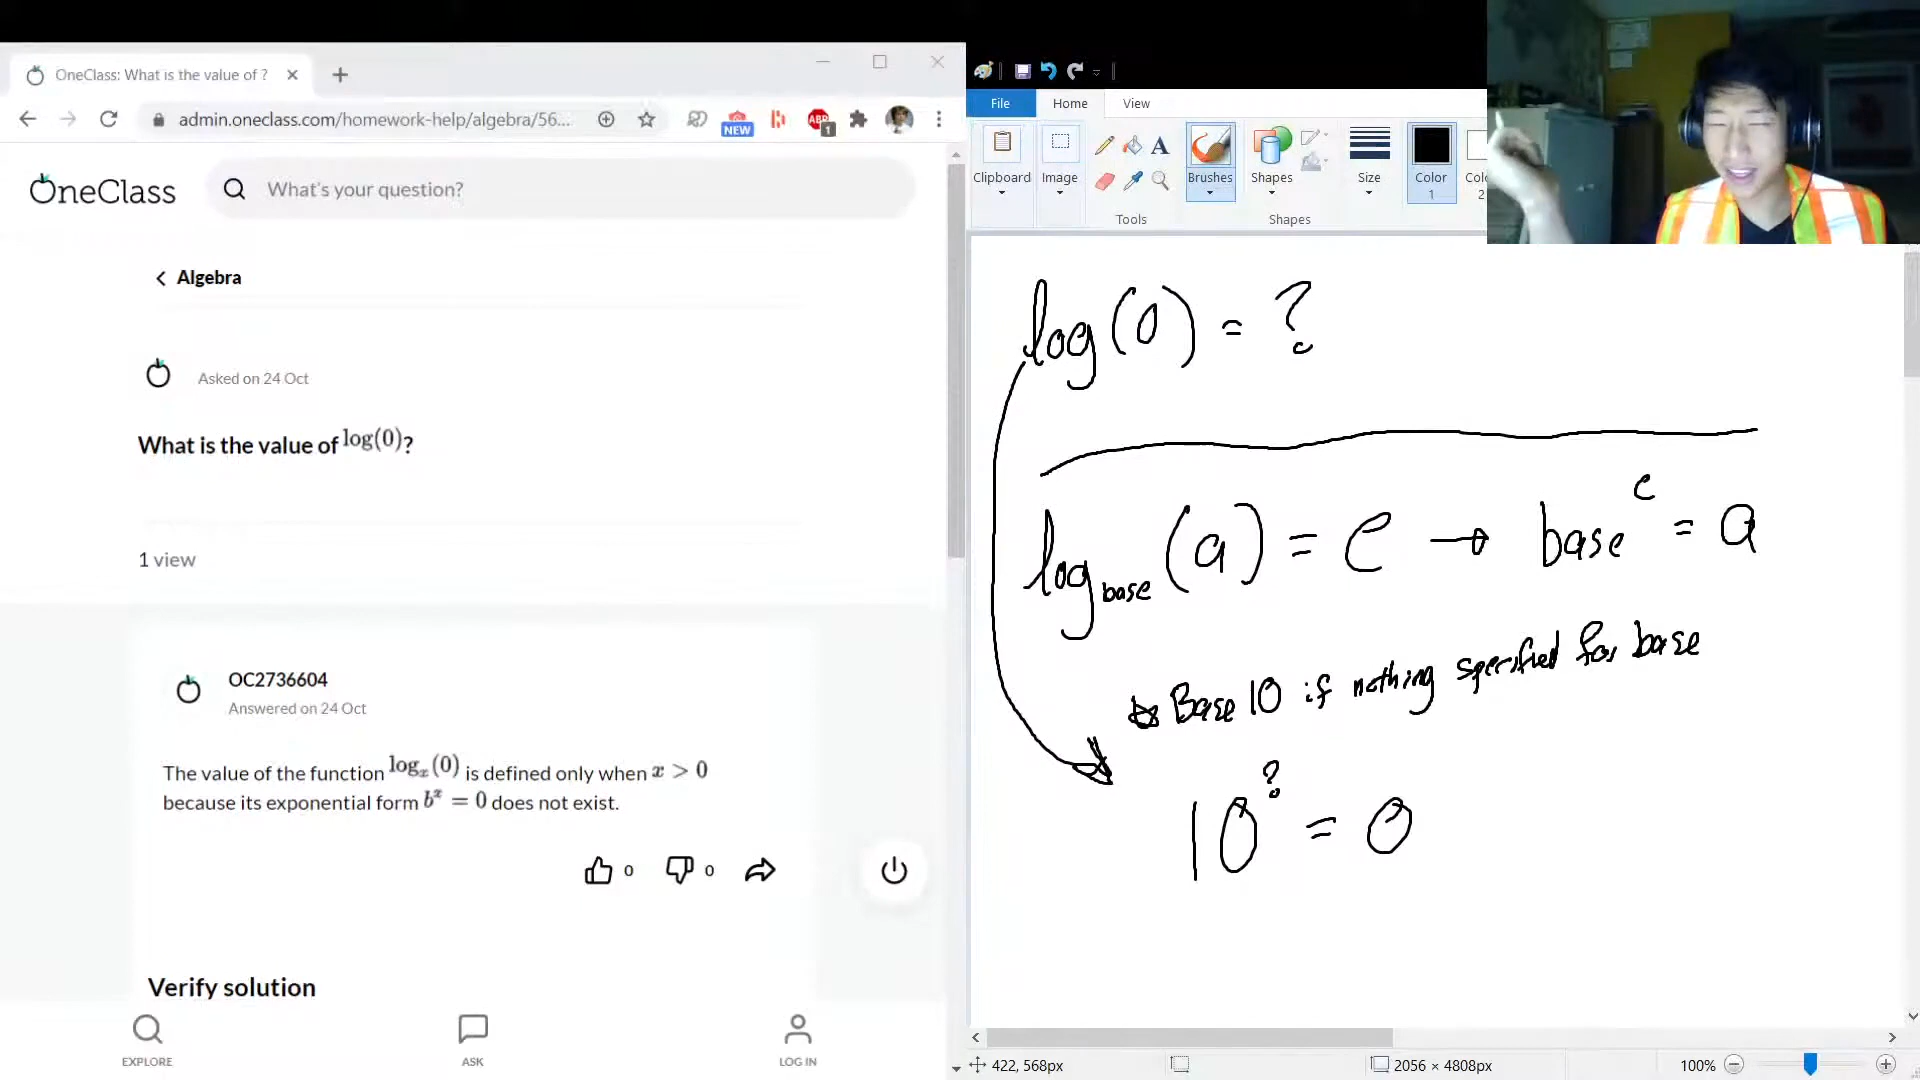 OneClass: What is the value of ?
admin.oneclass.com/homework-help/algebra/56...
NEW
ABP
1
OneClass
What's your question?
Algebra
Asked on 24 Oct
What is the value of log(0)?
1 view
OC2736604
Answered on 24 Oct
The value of the function logₓ(0) is defined only when x > 0
because its exponential form bˣ = 0 does not exist.
0
0
Verify solution
EXPLORE
ASK
LOG IN
File
Home
View
Clipboard
Image
A
Tools
Brushes
Shapes
Shapes
Size
Color
1
2
log(0) = ?
log base (a) = e → base^e = a
Base 10 if nothing specified for base
10^? = 0
422, 568px
2056 × 4808px
100%